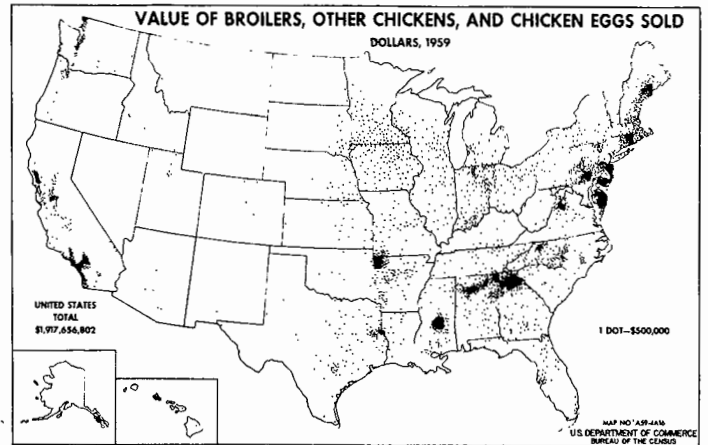 VALUE OF BROILERS, OTHER CHICKENS, AND CHICKEN EGGS SOLD
DOLLARS, 1959
UNITED STATES
TOTAL
$1,917,656,802
1 DOT—$500,000
MAP NO. A59-4A16
U.S. DEPARTMENT OF COMMERCE
BUREAU OF THE CENSUS